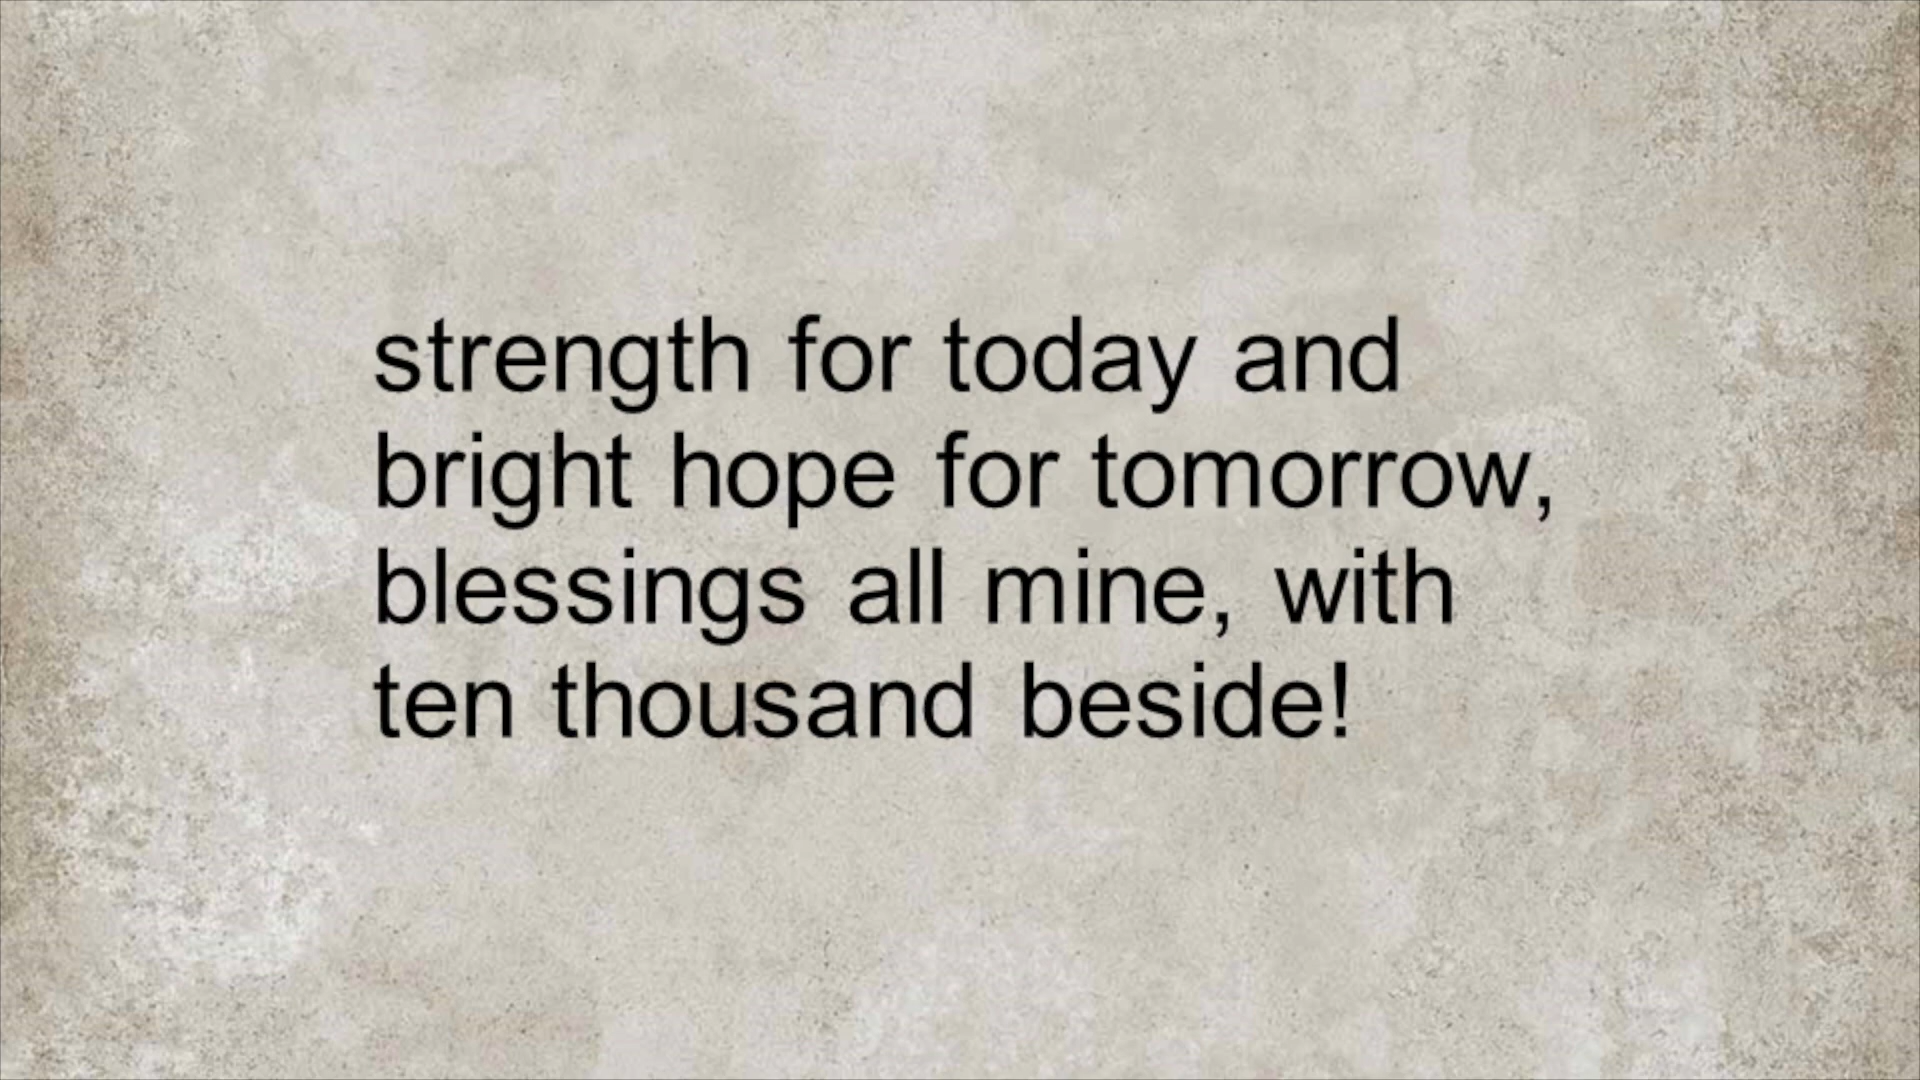 strength for today and
bright hope for tomorrow,
blessings all mine, with
ten thousand beside!